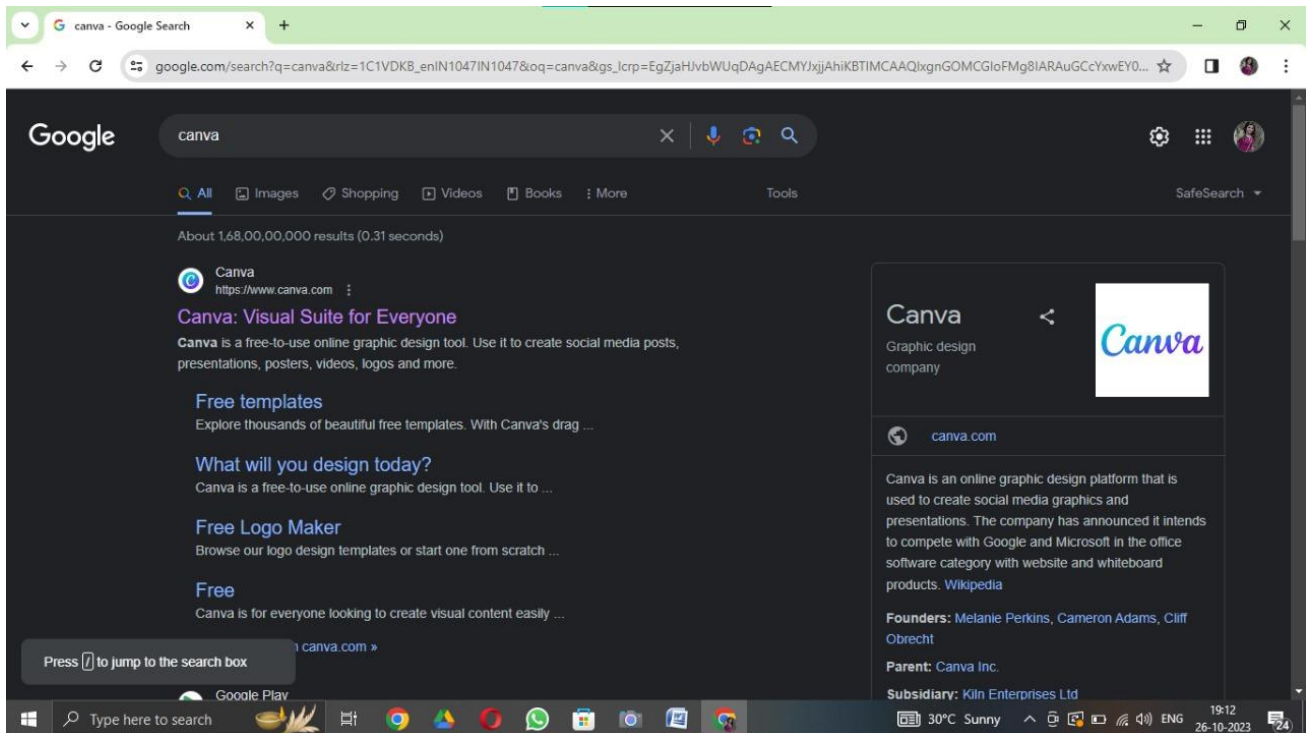 canva - Google Search
google.com/search?q=canva&rlz=1C1VDKB_enIN1047IN1047&oq=canva&gs_lcrp=EgZjaHJvbWUqDAgAECMYJxjjAhiKBTIMCAAQIxgnGOMCGIoFMg8IARAuGCcYxwEY0...
Google
canva
All Images Shopping Videos Books More Tools SafeSearch
About 1,68,00,00,000 results (0.31 seconds)
Canva
https://www.canva.com
Canva: Visual Suite for Everyone
Canva is a free-to-use online graphic design tool. Use it to create social media posts,
presentations, posters, videos, logos and more.
Free templates
Explore thousands of beautiful free templates. With Canva's drag ...
What will you design today?
Canva is a free-to-use online graphic design tool. Use it to ...
Free Logo Maker
Browse our logo design templates or start one from scratch ...
Free
Canva is for everyone looking to create visual content easily ...
canva.com »
Press / to jump to the search box
Google Play
Canva
Graphic design
company
Canva
canva.com
Canva is an online graphic design platform that is
used to create social media graphics and
presentations. The company has announced it intends
to compete with Google and Microsoft in the office
software category with website and whiteboard
products. Wikipedia
Founders: Melanie Perkins, Cameron Adams, Cliff
Obrecht
Parent: Canva Inc.
Subsidiary: Kiln Enterprises Ltd
Type here to search
30°C Sunny
ENG
19:12
26-10-2023
24